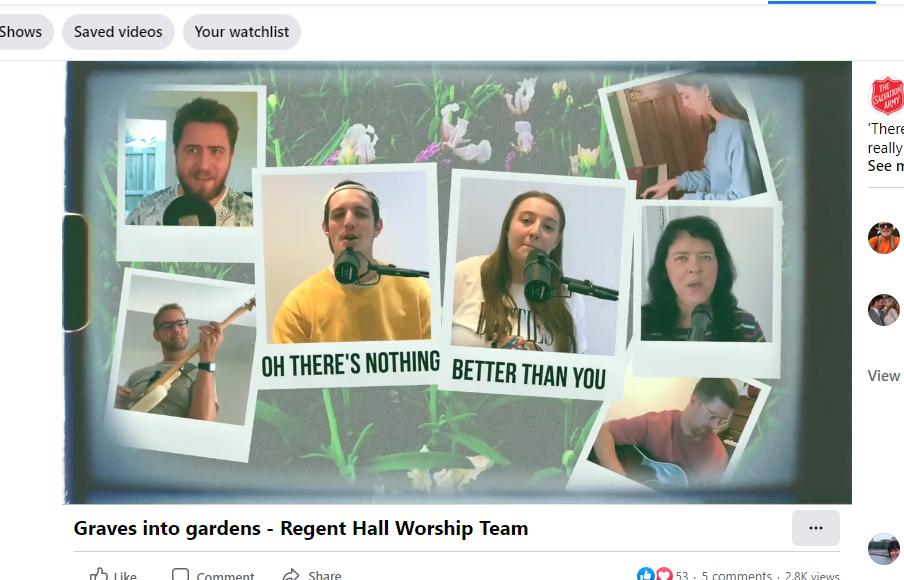 Shows
Saved videos
Your watchlist
THE
SALVATION
ARMY
'There
really
See m
OH THERE'S NOTHING
BETTER THAN YOU
View
Graves into gardens - Regent Hall Worship Team
...
Like
Comment
Share
53 · 5 comments · 2.8K views